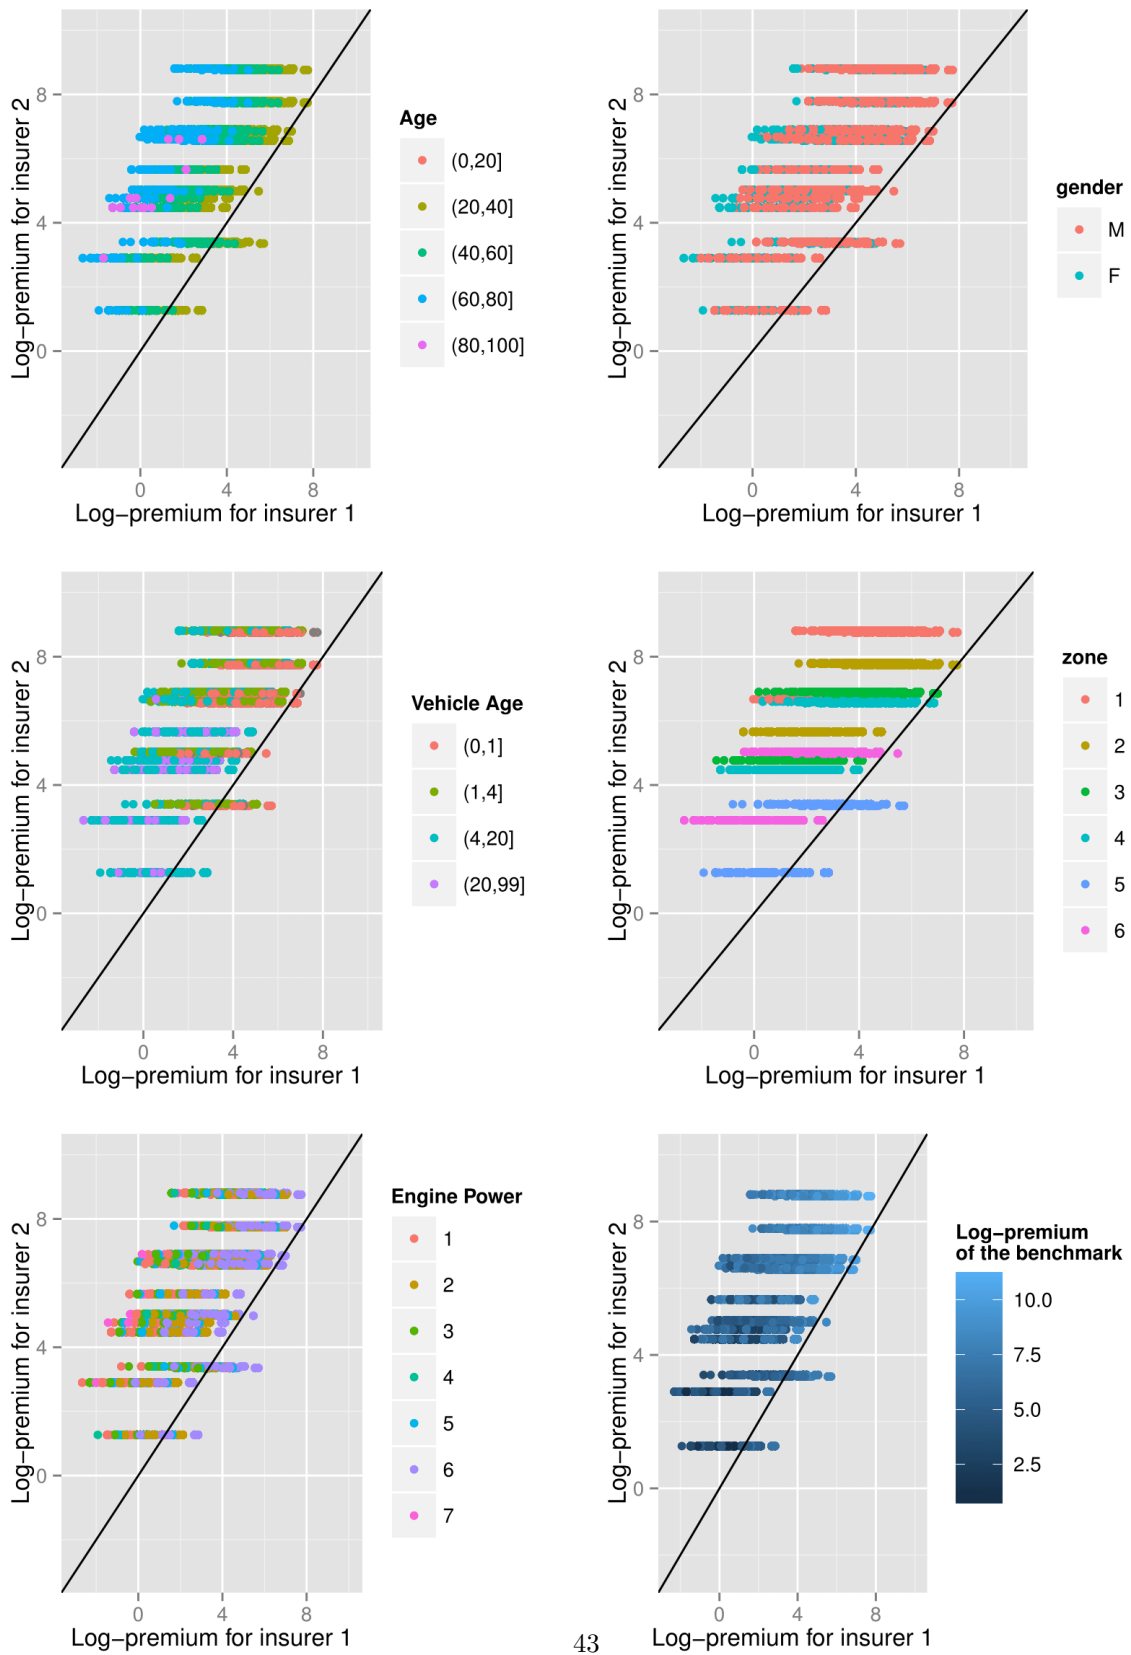 Log−premium for insurer 2
8
4
0
0 4 8
Log−premium for insurer 1
Age
(0,20]
(20,40]
(40,60]
(60,80]
(80,100]
Log−premium for insurer 2
8
4
0
0 4 8
Log−premium for insurer 1
gender
M
F
Log−premium for insurer 2
8
4
0
0 4 8
Log−premium for insurer 1
Vehicle Age
(0,1]
(1,4]
(4,20]
(20,99]
Log−premium for insurer 2
8
4
0
0 4 8
Log−premium for insurer 1
zone
1
2
3
4
5
6
Log−premium for insurer 2
8
4
0
0 4 8
Log−premium for insurer 1
Engine Power
1
2
3
4
5
6
7
Log−premium for insurer 2
8
4
0
0 4 8
Log−premium for insurer 1
Log−premium
of the benchmark
10.0
7.5
5.0
2.5
43